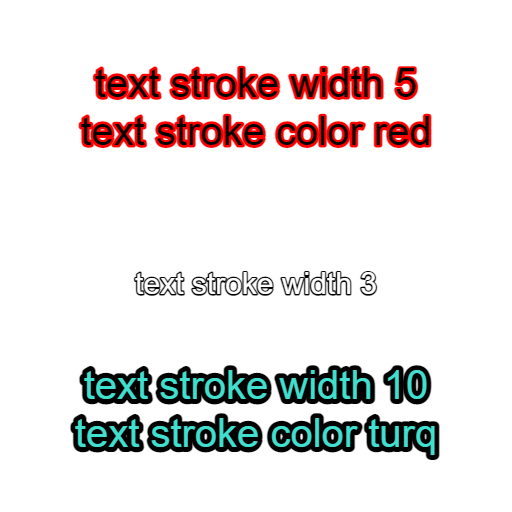 text stroke width 5
text stroke color red
text stroke width 3
text stroke width 10
text stroke color turq